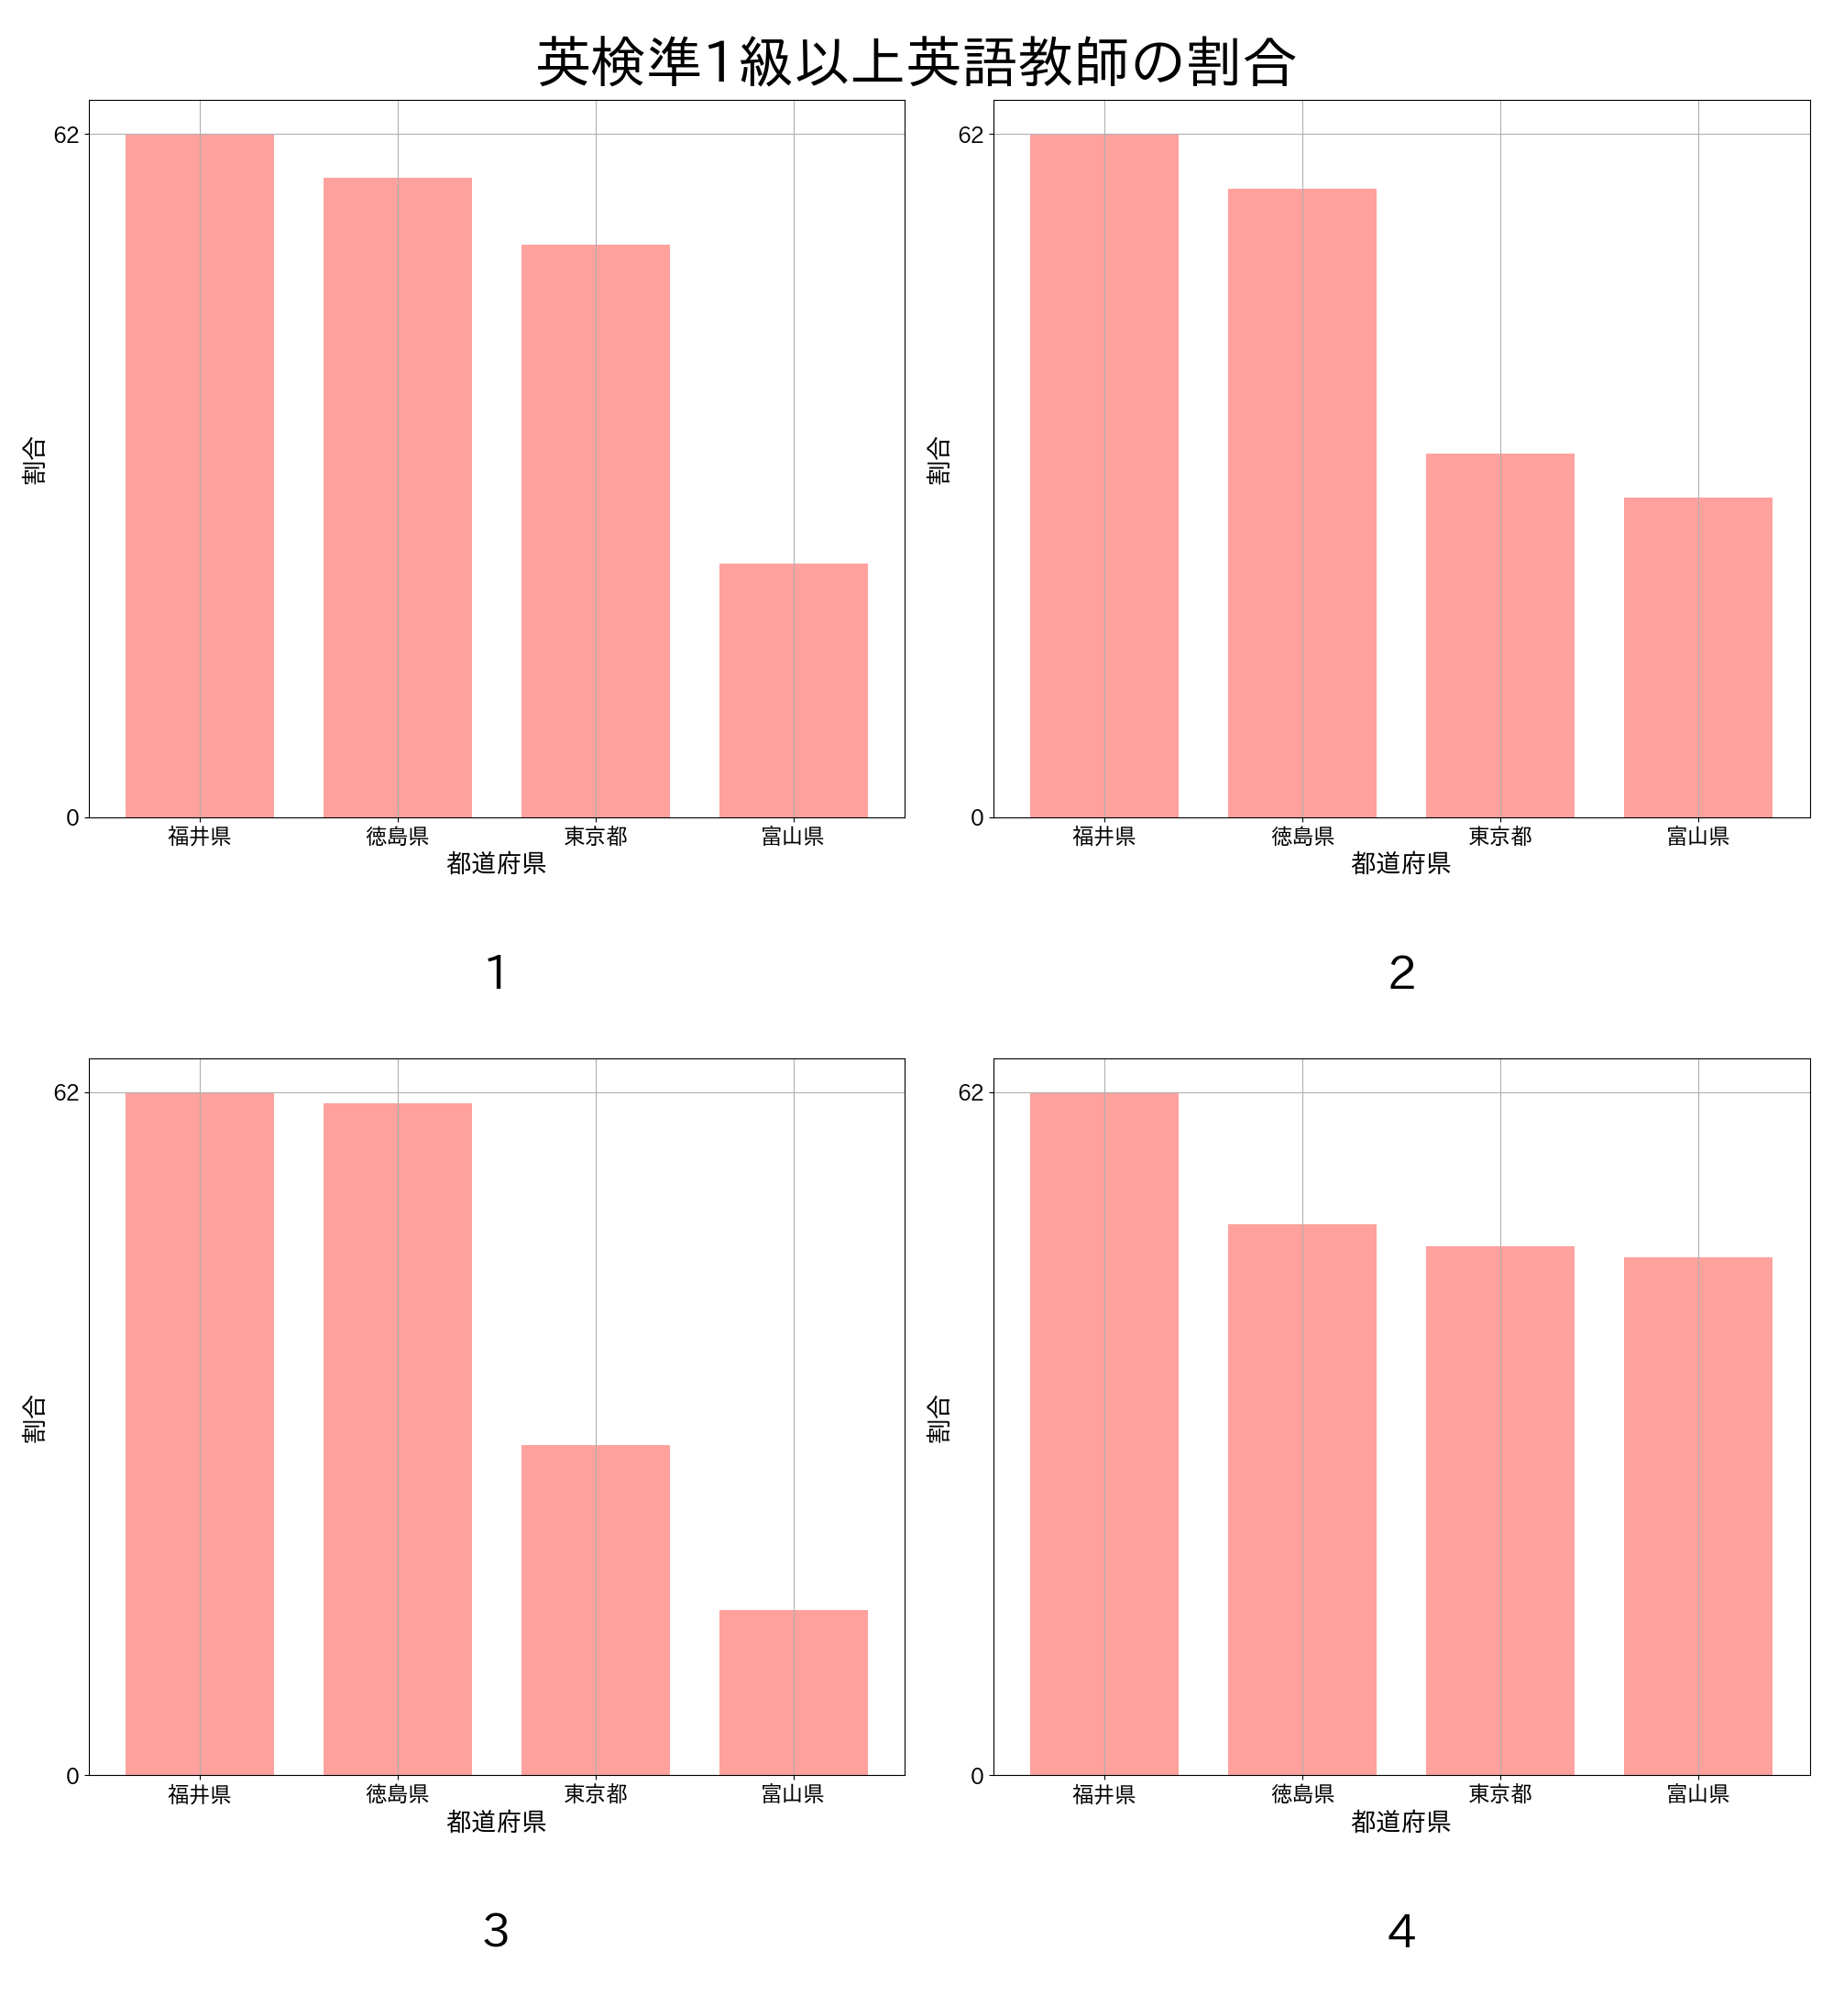 英検準1級以上英語教師の割合
62
0
割合
福井県 徳島県 東京都 富山県
都道府県
1
62
0
割合
福井県 徳島県 東京都 富山県
都道府県
2
62
0
割合
福井県 徳島県 東京都 富山県
都道府県
3
62
0
割合
福井県 徳島県 東京都 富山県
都道府県
4